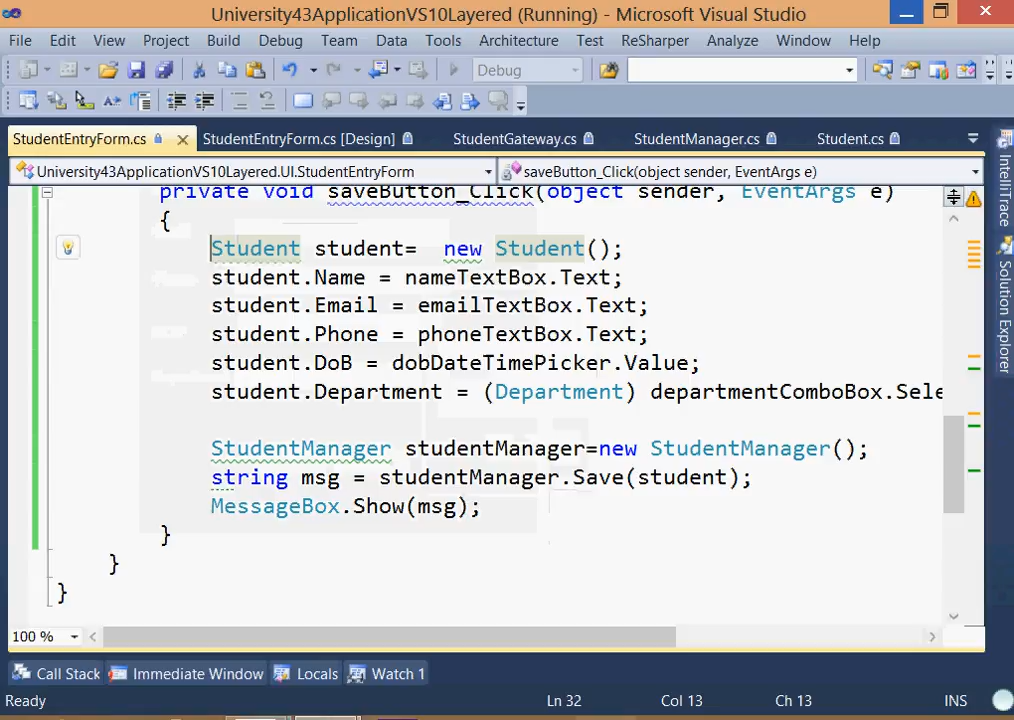 University43ApplicationVS10Layered (Running) - Microsoft Visual Studio
File Edit View Project Build Debug Team Data Tools Architecture Test ReSharper Analyze Window Help
Debug
StudentEntryForm.cs StudentEntryForm.cs [Design] StudentGateway.cs StudentManager.cs Student.cs
University43ApplicationVS10Layered.UI.StudentEntryForm saveButton_Click(object sender, EventArgs e)
private void saveButton_Click(object sender, EventArgs e)
{
Student student= new Student();
student.Name = nameTextBox.Text;
student.Email = emailTextBox.Text;
student.Phone = phoneTextBox.Text;
student.DoB = dobDateTimePicker.Value;
student.Department = (Department) departmentComboBox.Sele
StudentManager studentManager=new StudentManager();
string msg = studentManager.Save(student);
MessageBox.Show(msg);
}
}
}
IntelliTrace
Solution Explorer
100 %
Call Stack Immediate Window Locals Watch 1
Ready Ln 32 Col 13 Ch 13 INS